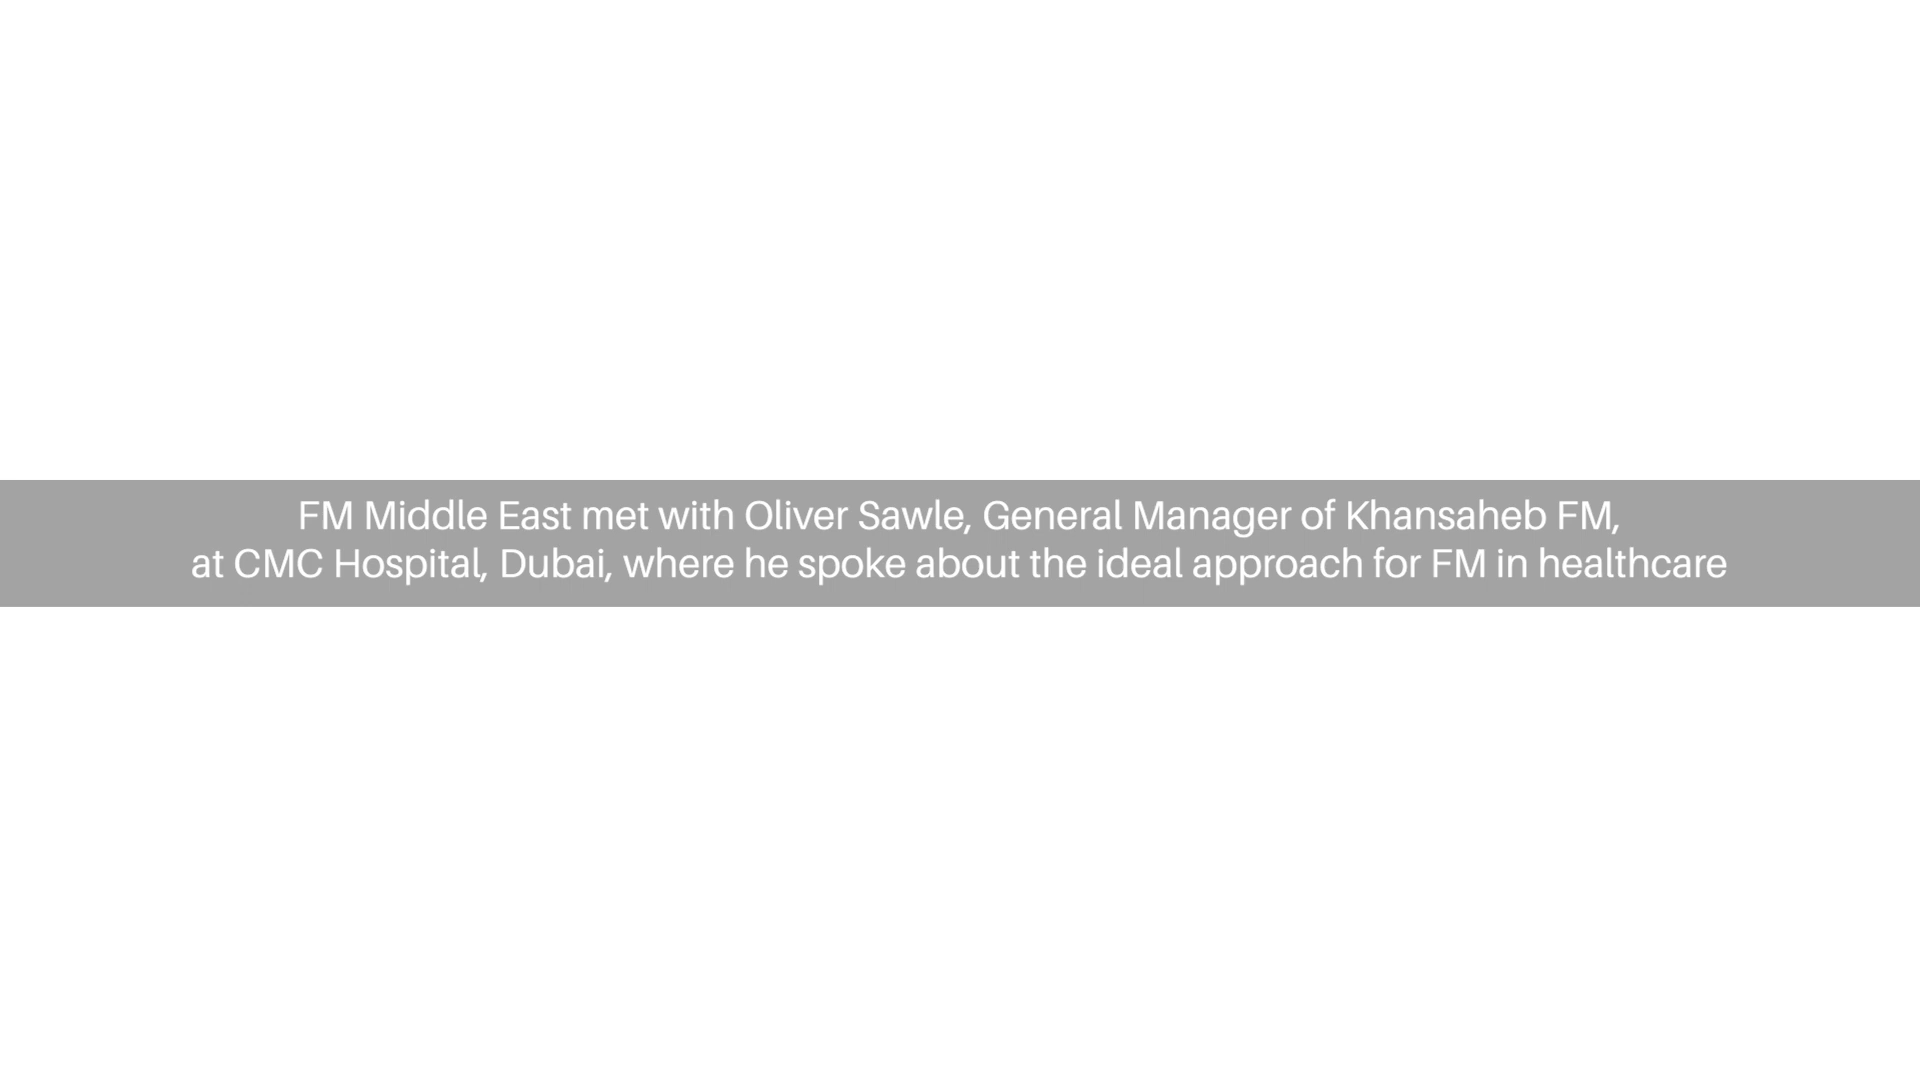 FM Middle East met with Oliver Sawle, General Manager of Khansaheb FM,
at CMC Hospital, Dubai, where he spoke about the ideal approach for FM in healthcare